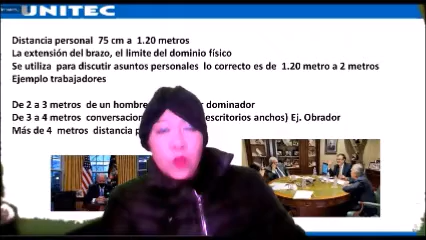 UNITEC
Distancia personal 75 cm a 1.20 metros
La extensión del brazo, el limite del dominio físico
Se utiliza para discutir asuntos personales lo correcto es de 1.20 metro a 2 metros
Ejemplo trabajadores
De 2 a 3 metros de un hombre dominador
De 3 a 4 metros escritorios anchos) Ej. Obrador
Más de 4 metros distancia